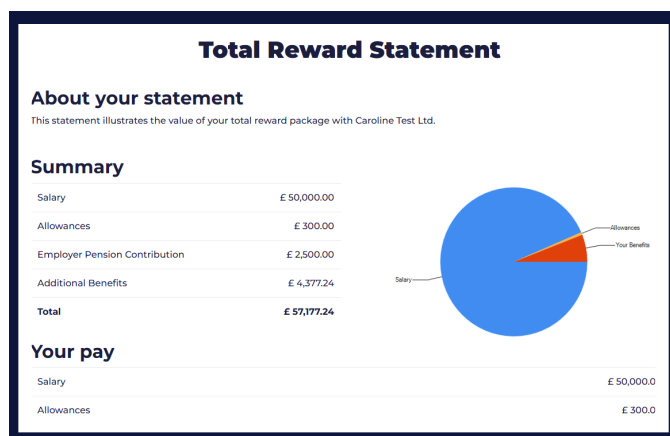 Total Reward Statement
About your statement
This statement illustrates the value of your total reward package with Caroline Test Ltd.
Summary
Salary £ 50,000.00
Allowances £ 300.00
Employer Pension Contribution £ 2,500.00
Additional Benefits £ 4,377.24
Total £ 57,177.24
Allowances
Your Benefits
Salary
Your pay
Salary £ 50,000.0
Allowances £ 300.0